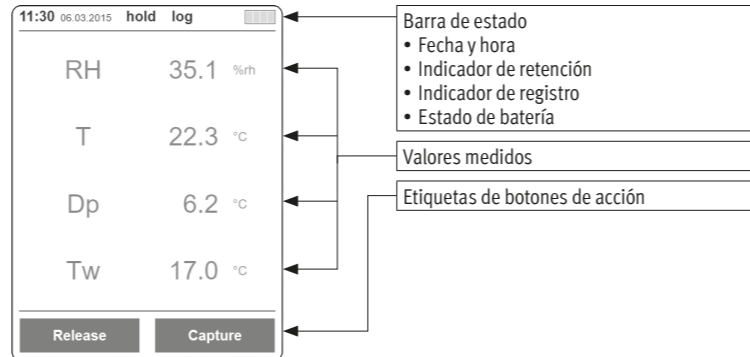 11:30 06.03.2015 hold log
RH 35.1 %rh
T 22.3 °C
Dp 6.2 °C
Tw 17.0 °C
Release Capture
Barra de estado
• Fecha y hora
• Indicador de retención
• Indicador de registro
• Estado de batería
Valores medidos
Etiquetas de botones de acción